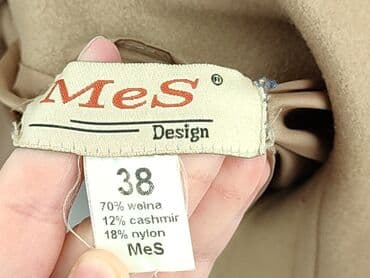 MeS ®
Design
38
70% wełna
12% cashmir
18% nylon
MeS